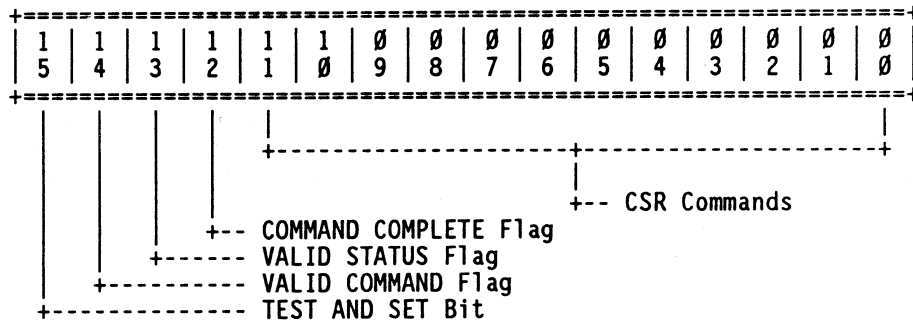 1 1 1 1 1 1 Ø Ø Ø Ø Ø Ø Ø Ø Ø Ø
5 4 3 2 1 Ø 9 8 7 6 5 4 3 2 1 Ø
CSR Commands
COMMAND COMPLETE Flag
VALID STATUS Flag
VALID COMMAND Flag
TEST AND SET Bit